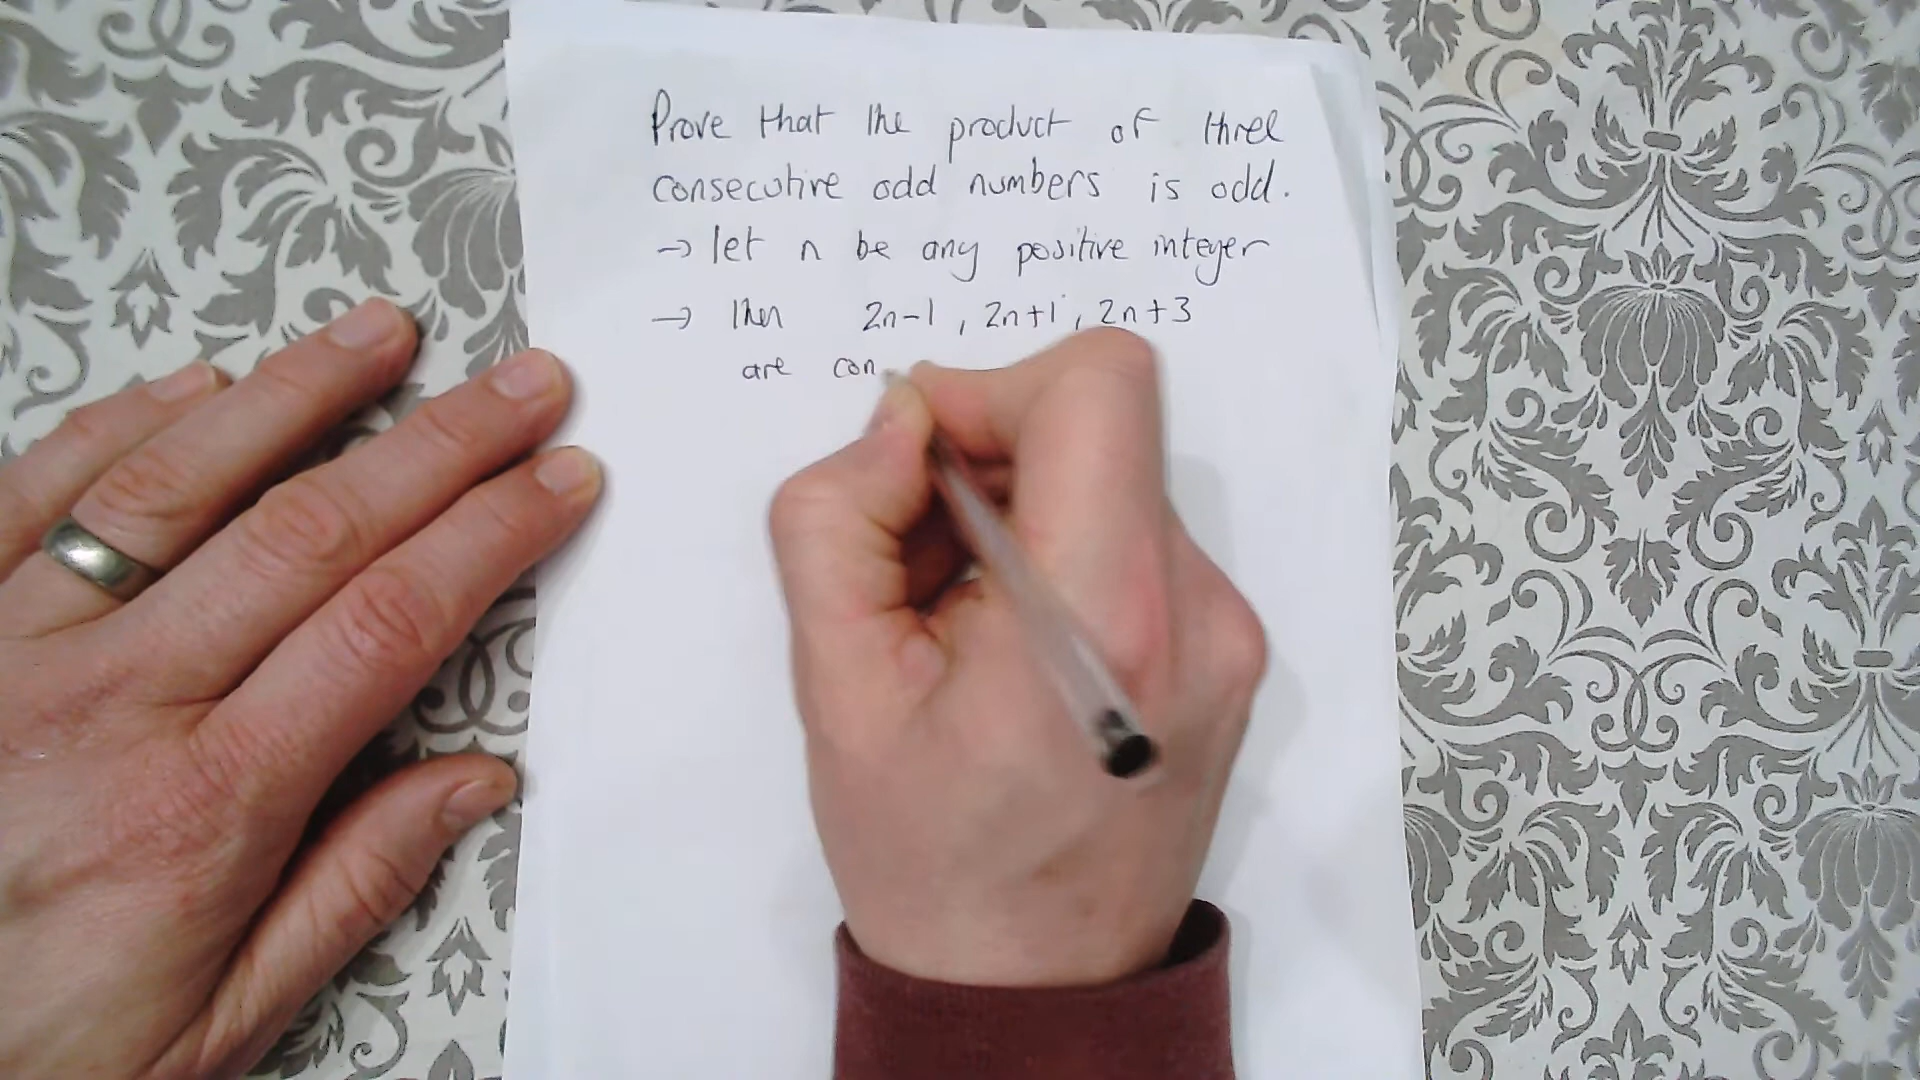 Prove that the product of three
consecutive odd numbers is odd.
→ let n be any positive integer
→ then 2n-1, 2n+1, 2n+3
are con